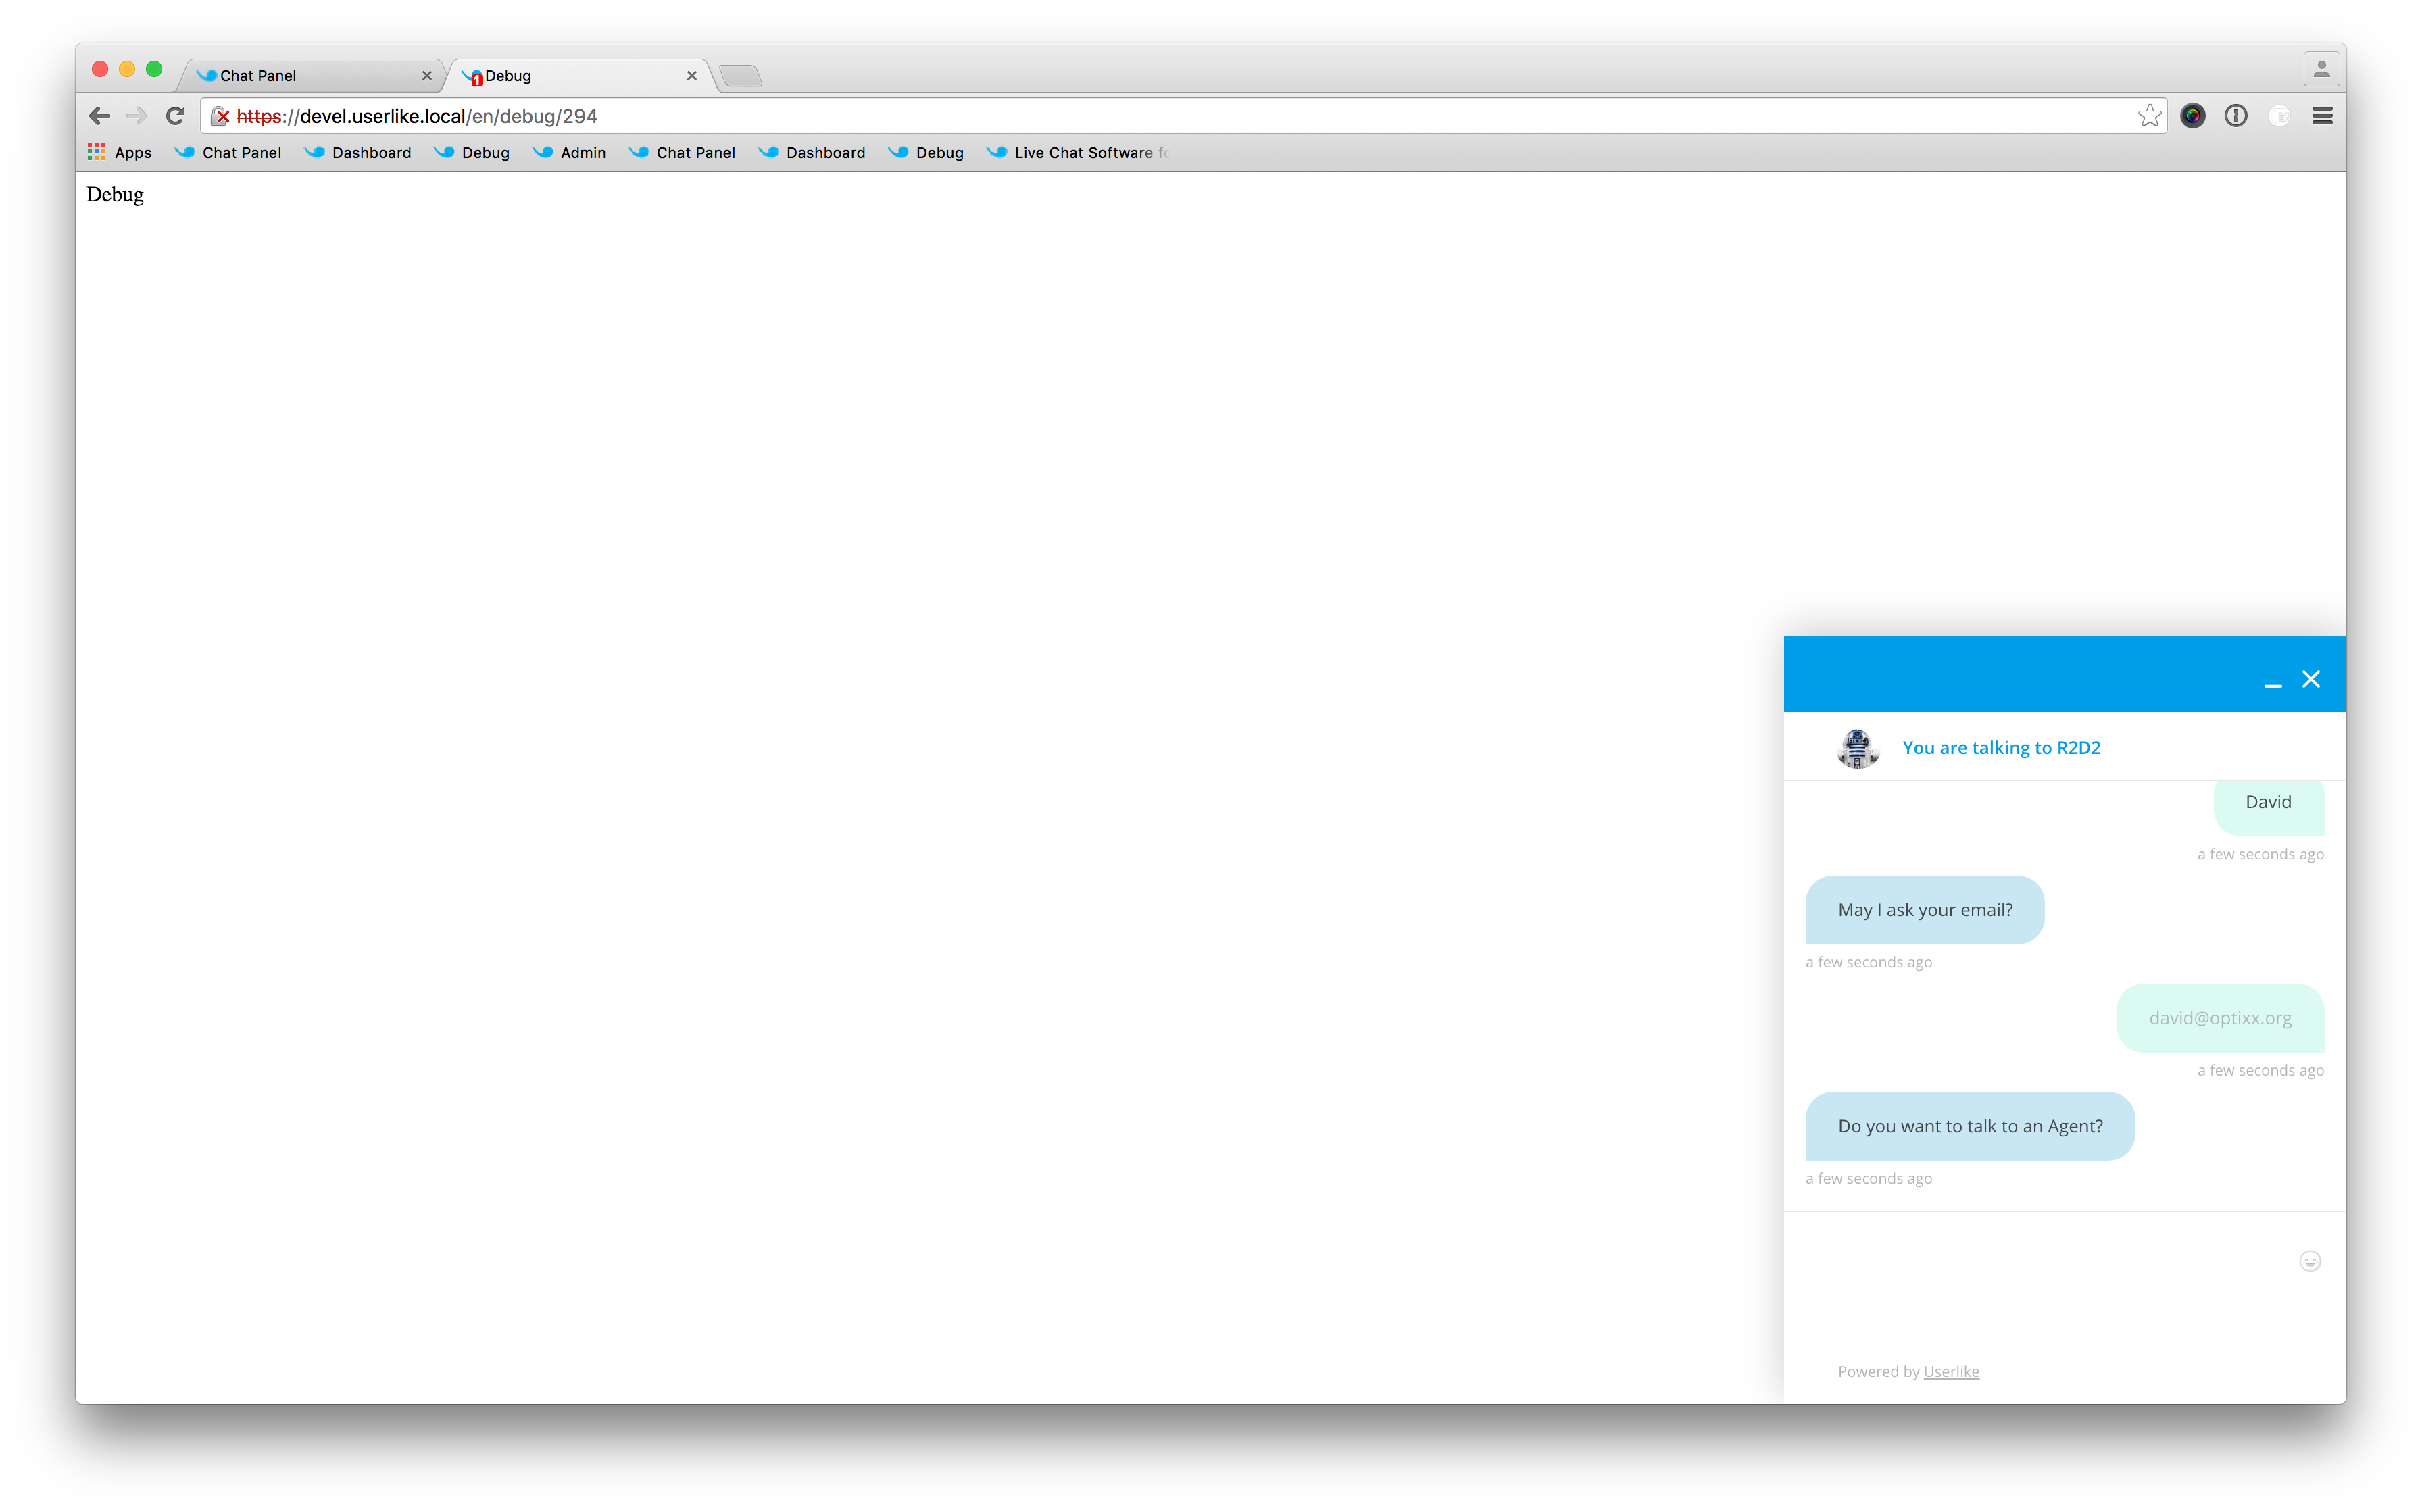 Chat Panel
1
Debug
https://devel.userlike.local/en/debug/294
Apps Chat Panel Dashboard Debug Admin Chat Panel Dashboard Debug Live Chat Software
Debug
You are talking to R2D2
David
a few seconds ago
May I ask your email?
a few seconds ago
david@optixx.org
a few seconds ago
Do you want to talk to an Agent?
a few seconds ago
Powered by Userlike